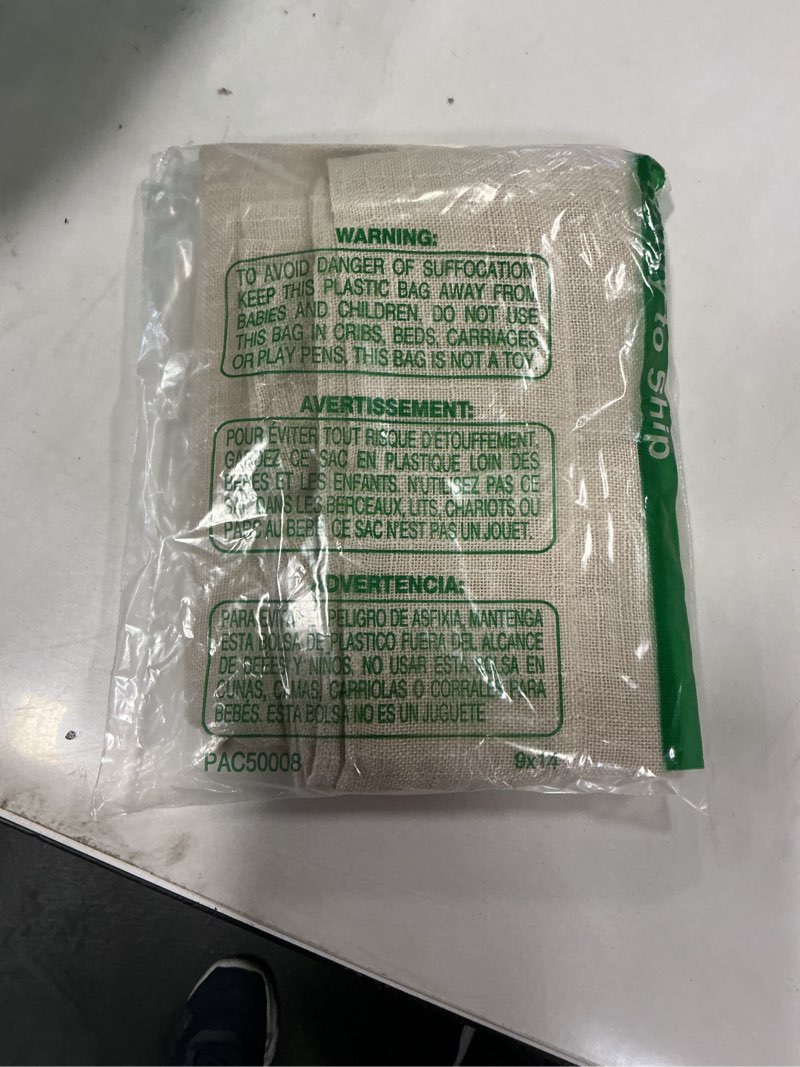 WARNING:
TO AVOID DANGER OF SUFFOCATION
KEEP THIS PLASTIC BAG AWAY FROM
BABIES AND CHILDREN. DO NOT USE
THIS BAG IN CRIBS, BEDS, CARRIAGES
OR PLAY PENS. THIS BAG IS NOT A TOY.
AVERTISSEMENT:
POUR ÉVITER TOUT RISQUE D'ÉTOUFFEMENT,
GARDEZ CE SAC EN PLASTIQUE LOIN DES
BÉBÉS ET LES ENFANTS. N'UTILISEZ PAS CE
SAC DANS LES BERCEAUX, LITS, CHARIOTS OU
PARC AU BEBE. CE SAC N'EST PAS UN JOUET.
ADVERTENCIA:
PARA EVITAR PELIGRO DE ASFIXIA, MANTENGA
ESTA BOLSA DE PLASTICO FUERA DEL ALCANCE
DE BEBES Y NINOS. NO USAR ESTA BOLSA EN
CUNAS, CAMAS, CARRIOLAS O CORRALES PARA
BEBÉS. ESTA BOLSA NO ES UN JUGUETE
PAC50008 9x14
to Ship